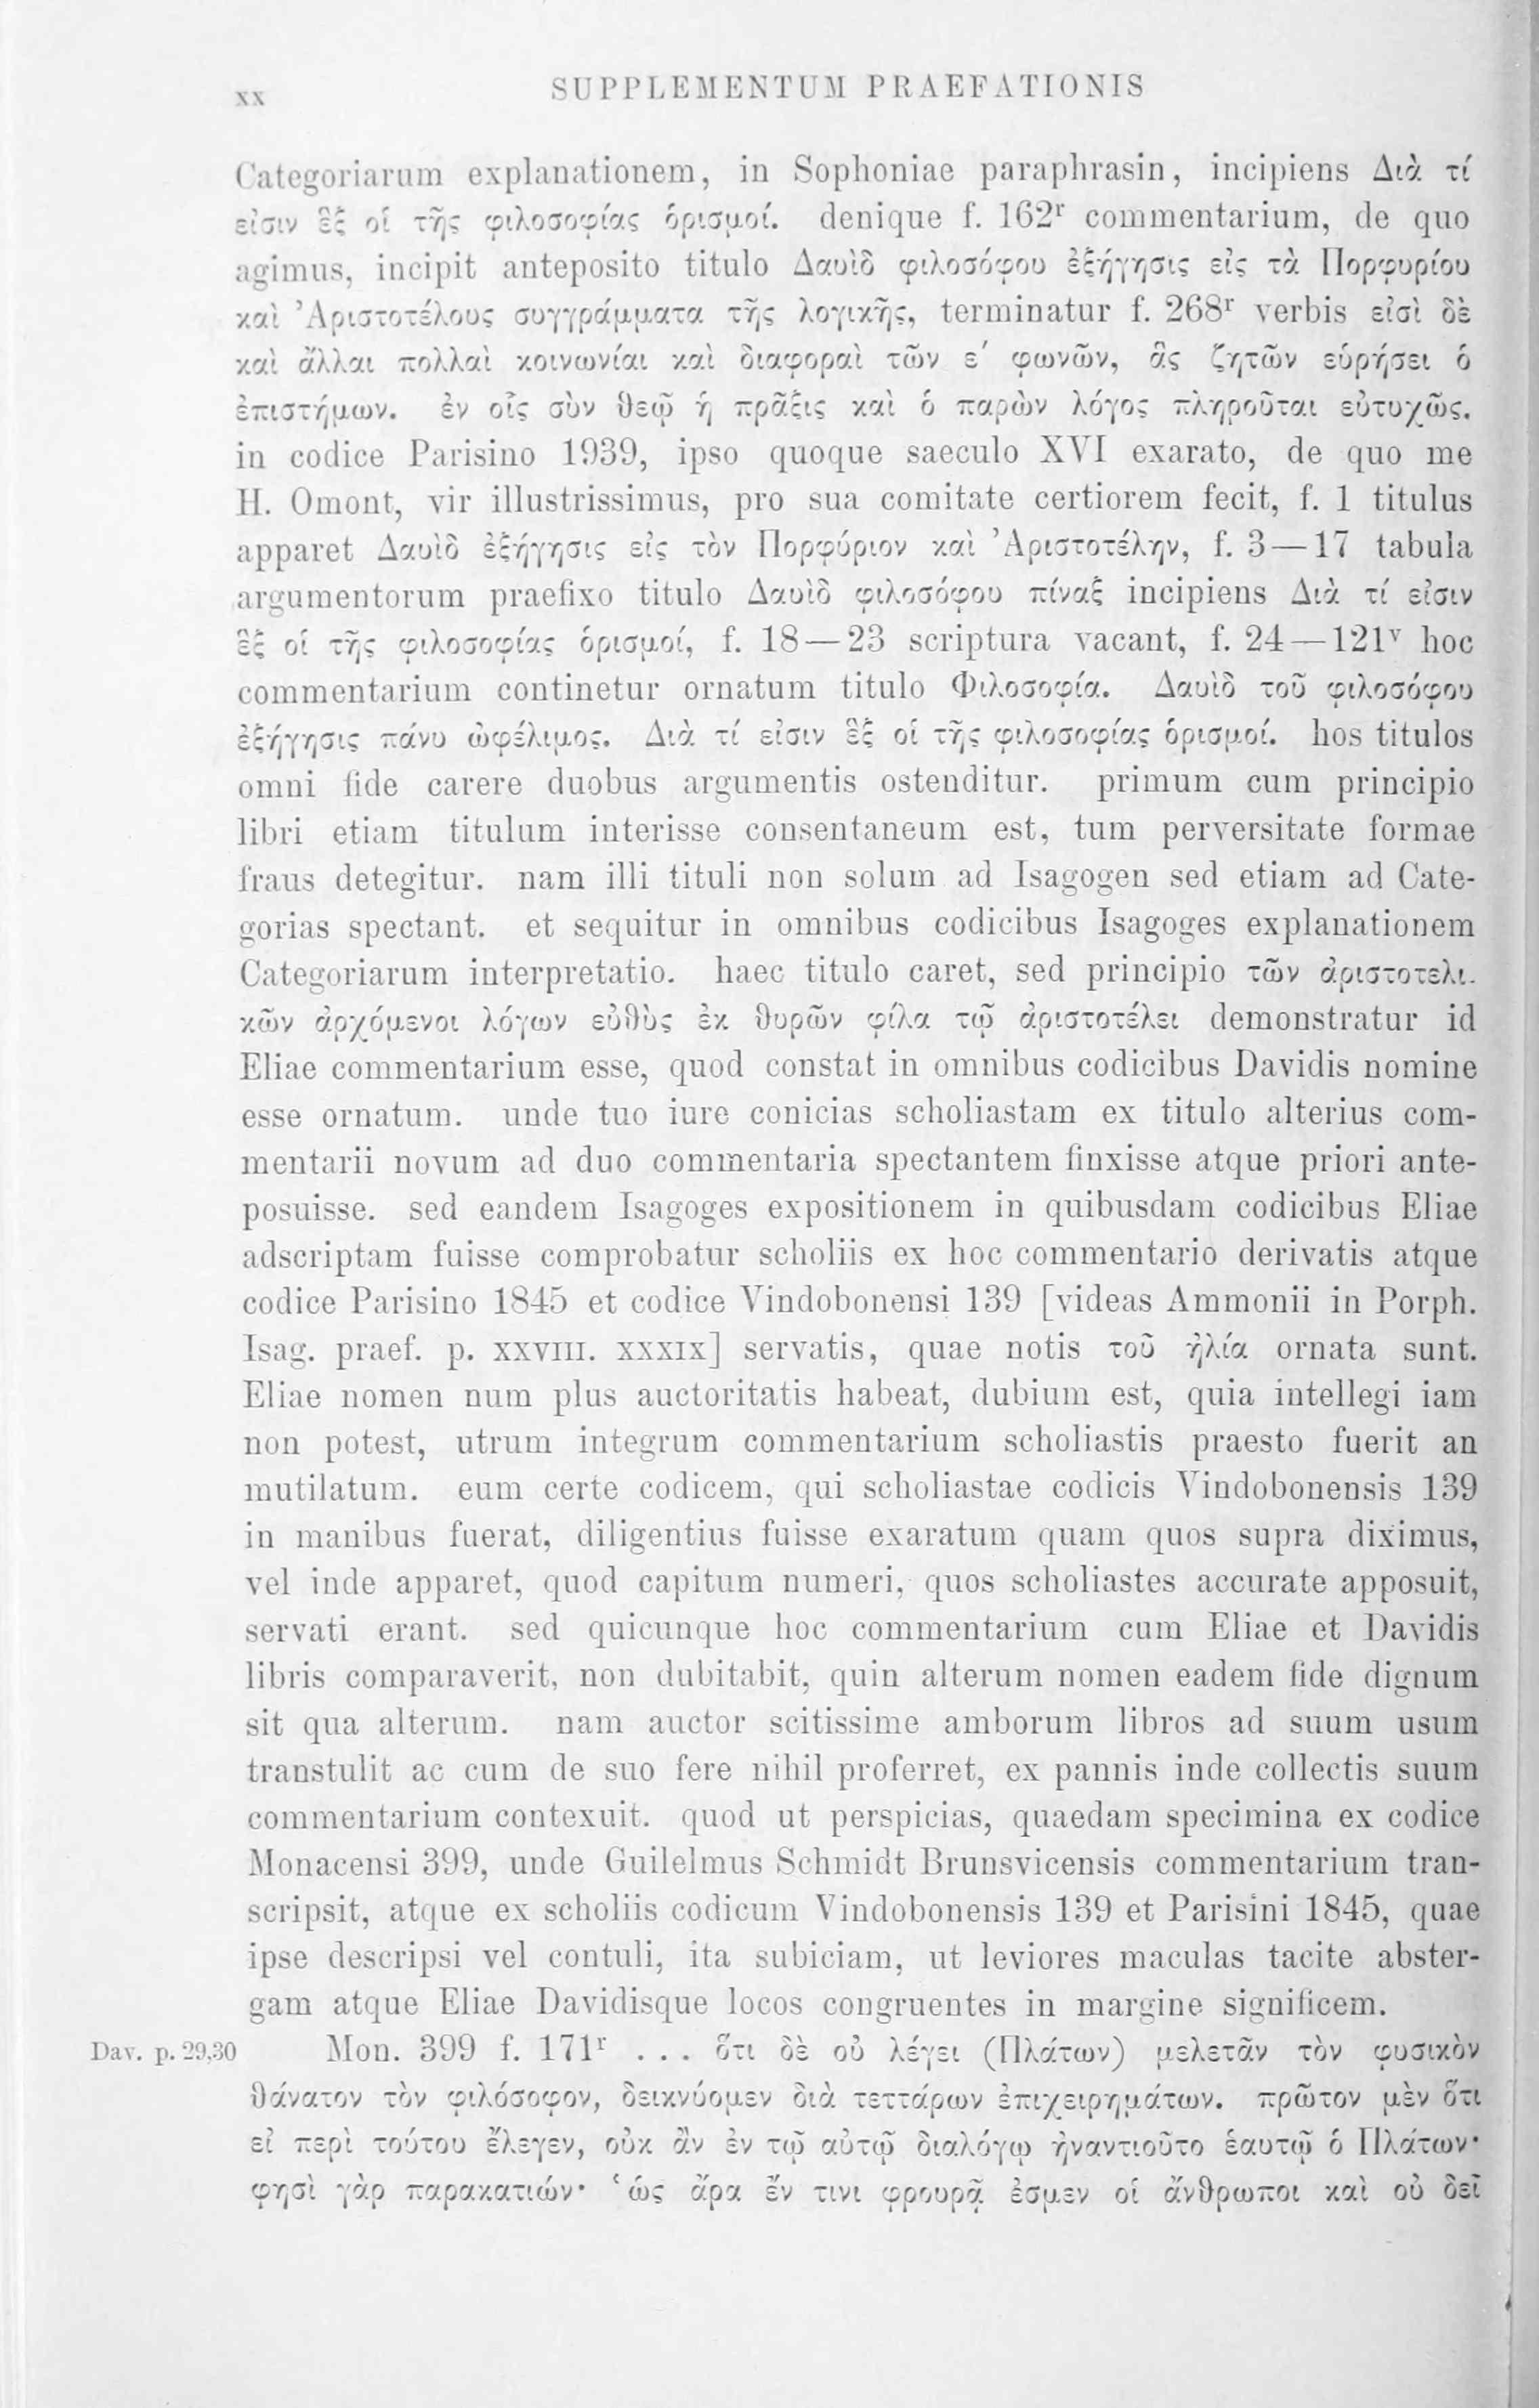 xx SUPPLEMENTUM PRAEFATIONIS
Categoriarum explanationem, in Sophoniae paraphrasin, incipiens Διὰ τί
εἰσιν ἓξ οἱ τῆς φιλοσοφίας ὁρισμοί. denique f. 162ʳ commentarium, de quo
agimus, incipit anteposito titulo Δαυὶδ φιλοσόφου ἐξήγησις εἰς τὰ Πορφυρίου
καὶ Ἀριστοτέλους συγγράμματα τῆς λογικῆς, terminatur f. 268ʳ verbis εἰσὶ δὲ
καὶ ἄλλαι πολλαὶ κοινωνίαι καὶ διαφοραὶ τῶν ε′ φωνῶν, ἃς ζητῶν εὑρήσει ὁ
ἐπιστήμων. ἐν οἷς σὺν θεῷ ἡ πρᾶξις καὶ ὁ παρὼν λόγος πληροῦται εὐτυχῶς.
in codice Parisino 1939, ipso quoque saeculo XVI exarato, de quo me
H. Omont, vir illustrissimus, pro sua comitate certiorem fecit, f. 1 titulus
apparet Δαυὶδ ἐξήγησις εἰς τὸν Πορφύριον καὶ Ἀριστοτέλην, f. 3—17 tabula
argumentorum praefixo titulo Δαυὶδ φιλοσόφου πίναξ incipiens Διὰ τί εἰσιν
ἓξ οἱ τῆς φιλοσοφίας ὁρισμοί, f. 18—23 scriptura vacant, f. 24—121ᵛ hoc
commentarium continetur ornatum titulo Φιλοσοφία. Δαυὶδ τοῦ φιλοσόφου
ἐξήγησις πάνυ ὠφέλιμος. Διὰ τί εἰσιν ἓξ οἱ τῆς φιλοσοφίας ὁρισμοί. hos titulos
omni fide carere duobus argumentis ostenditur. primum cum principio
libri etiam titulum interisse consentaneum est, tum perversitate formae
fraus detegitur. nam illi tituli non solum ad Isagogen sed etiam ad Cate-
gorias spectant. et sequitur in omnibus codicibus Isagoges explanationem
Categoriarum interpretatio. haec titulo caret, sed principio τῶν ἀριστοτελι-
κῶν ἀρχόμενοι λόγων εὐθὺς ἐκ θυρῶν φίλα τῷ ἀριστοτέλει demonstratur id
Eliae commentarium esse, quod constat in omnibus codicibus Davidis nomine
esse ornatum. unde tuo iure conicias scholiastam ex titulo alterius com-
mentarii novum ad duo commentaria spectantem finxisse atque priori ante-
posuisse. sed eandem Isagoges expositionem in quibusdam codicibus Eliae
adscriptam fuisse comprobatur scholiis ex hoc commentario derivatis atque
codice Parisino 1845 et codice Vindobonensi 139 [videas Ammonii in Porph.
Isag. praef. p. XXVIII. XXXIX] servatis, quae notis τοῦ ἠλία ornata sunt.
Eliae nomen num plus auctoritatis habeat, dubium est, quia intellegi iam
non potest, utrum integrum commentarium scholiastis praesto fuerit an
mutilatum. eum certe codicem, qui scholiastae codicis Vindobonensis 139
in manibus fuerat, diligentius fuisse exaratum quam quos supra diximus,
vel inde apparet, quod capitum numeri, quos scholiastes accurate apposuit,
servati erant. sed quicunque hoc commentarium cum Eliae et Davidis
libris comparaverit, non dubitabit, quin alterum nomen eadem fide dignum
sit qua alterum. nam auctor scitissime amborum libros ad suum usum
transtulit ac cum de suo fere nihil proferret, ex pannis inde collectis suum
commentarium contexuit. quod ut perspicias, quaedam specimina ex codice
Monacensi 399, unde Guilelmus Schmidt Brunsvicensis commentarium tran-
scripsit, atque ex scholiis codicum Vindobonensis 139 et Parisini 1845, quae
ipse descripsi vel contuli, ita subiciam, ut leviores maculas tacite abster-
gam atque Eliae Davidisque locos congruentes in margine significem.
Dav. p. 29,30 Mon. 399 f. 171ʳ ... ὅτι δὲ οὐ λέγει (Πλάτων) μελετᾶν τὸν φυσικὸν
θάνατον τὸν φιλόσοφον, δεικνύομεν διὰ τεττάρων ἐπιχειρημάτων. πρῶτον μὲν ὅτι
εἰ περὶ τούτου ἔλεγεν, οὐκ ἂν ἐν τῷ αὐτῷ διαλόγῳ ἠναντιοῦτο ἑαυτῷ ὁ Πλάτων·
φησὶ γὰρ παρακατιών· ‘ὡς ἄρα ἔν τινι φρουρᾷ ἐσμεν οἱ ἄνθρωποι καὶ οὐ δεῖ